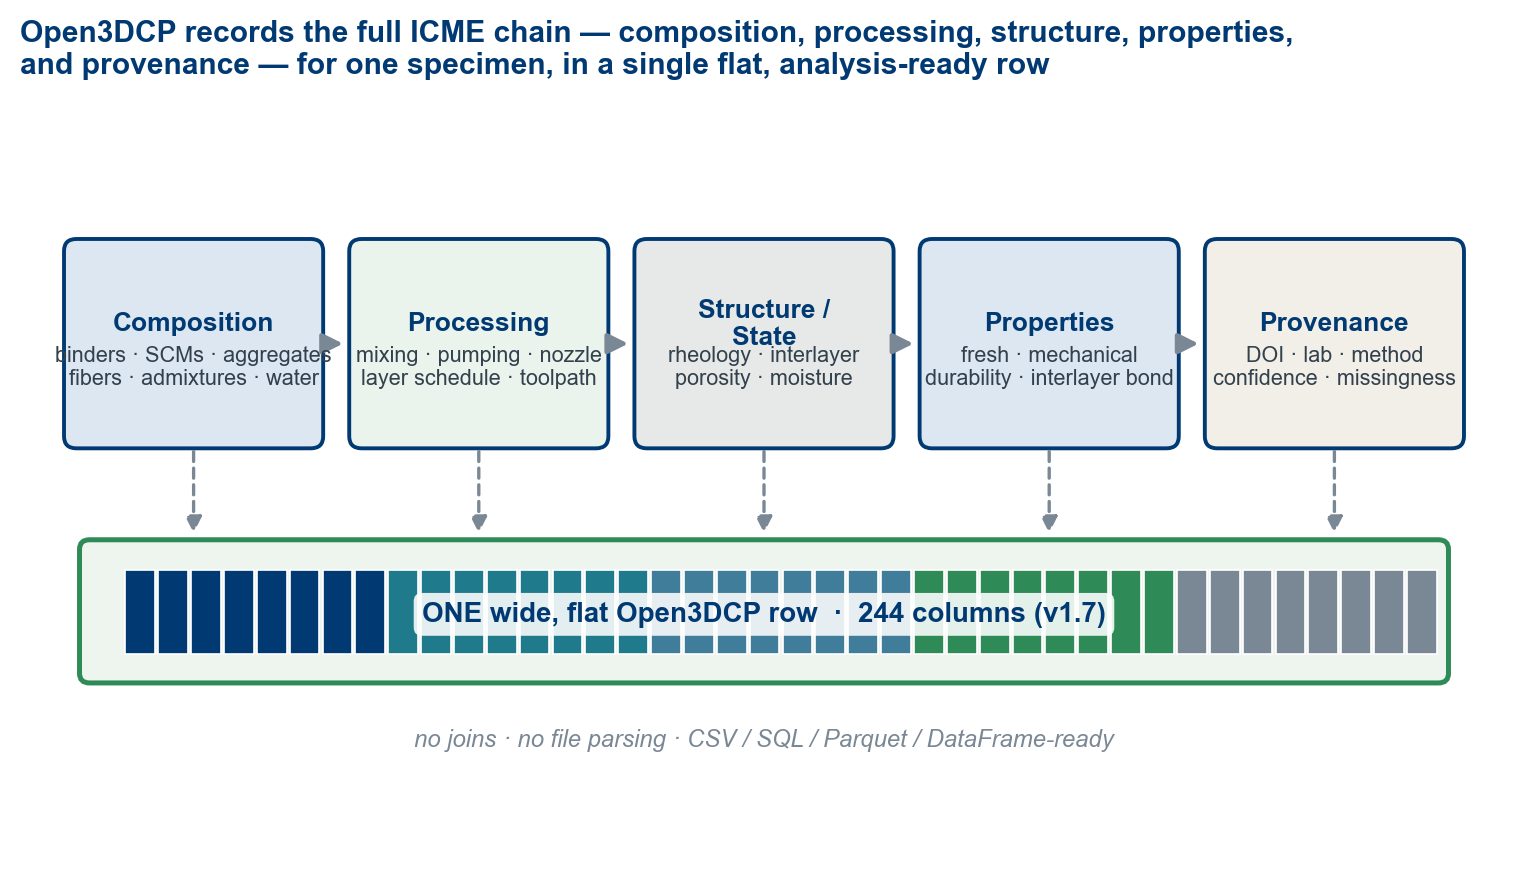 Open3DCP records the full ICME chain — composition, processing, structure, properties,
and provenance — for one specimen, in a single flat, analysis-ready row
Composition
binders · SCMs · aggregates
fibers · admixtures · water
Processing
mixing · pumping · nozzle
layer schedule · toolpath
Structure /
State
rheology · interlayer
porosity · moisture
Properties
fresh · mechanical
durability · interlayer bond
Provenance
DOI · lab · method
confidence · missingness
ONE wide, flat Open3DCP row · 244 columns (v1.7)
no joins · no file parsing · CSV / SQL / Parquet / DataFrame-ready